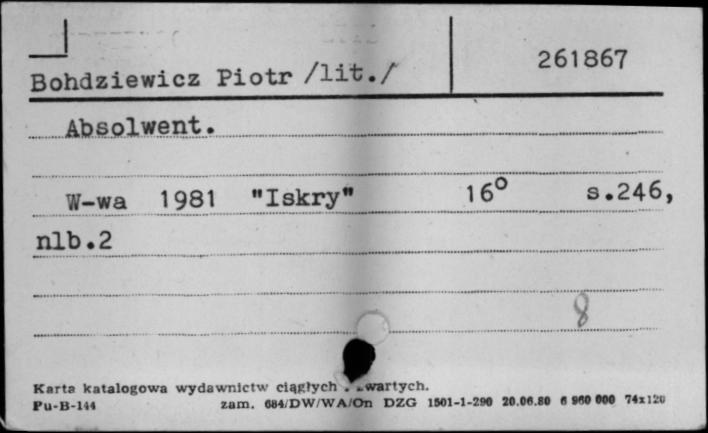 261867
Bohdziewicz Piotr /lit./
Absolwent.
W-wa 1981 "Iskry" 16° s.246,
nlb.2
8
Karta katalogowa wydawnictw ciągłych zwartych.
Pu-B-144 zam. 684/DW/WA/On DZG 1501-1-290 20.06.80 6 960 000 74x120